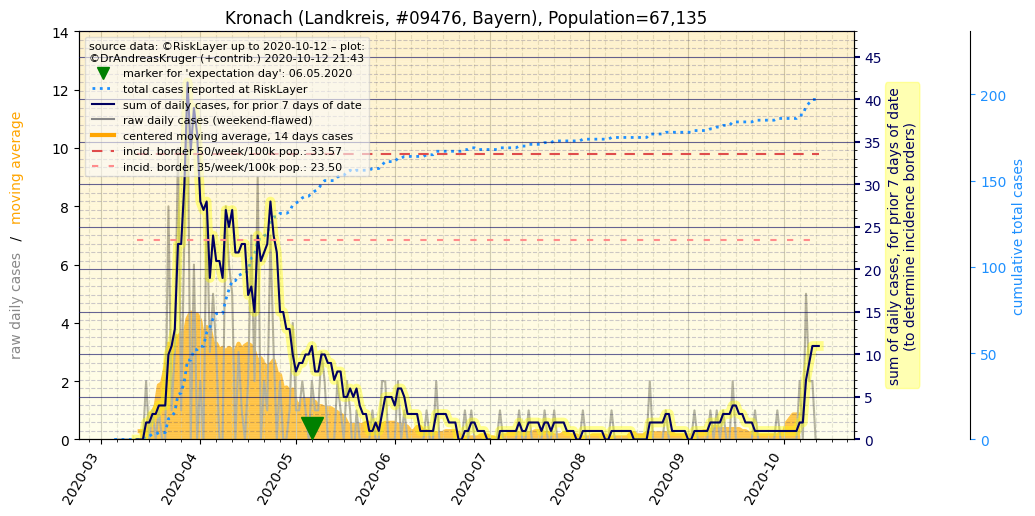 Kronach (Landkreis, #09476, Bayern), Population=67,135
source data: ©RiskLayer up to 2020-10-12 – plot:
©DrAndreasKruger (+contrib.) 2020-10-12 21:43
marker for 'expectation day': 06.05.2020
total cases reported at RiskLayer
sum of daily cases, for prior 7 days of date
raw daily cases (weekend-flawed)
centered moving average, 14 days cases
incid. border 50/week/100k pop.: 33.57
incid. border 35/week/100k pop.: 23.50
raw daily cases / moving average
14
12
10
8
6
4
2
0
2020-03
2020-04
2020-05
2020-06
2020-07
2020-08
2020-09
2020-10
45
40
35
30
25
20
15
10
5
0
sum of daily cases, for prior 7 days of date
(to determine incidence borders)
200
150
100
50
0
cumulative total cases